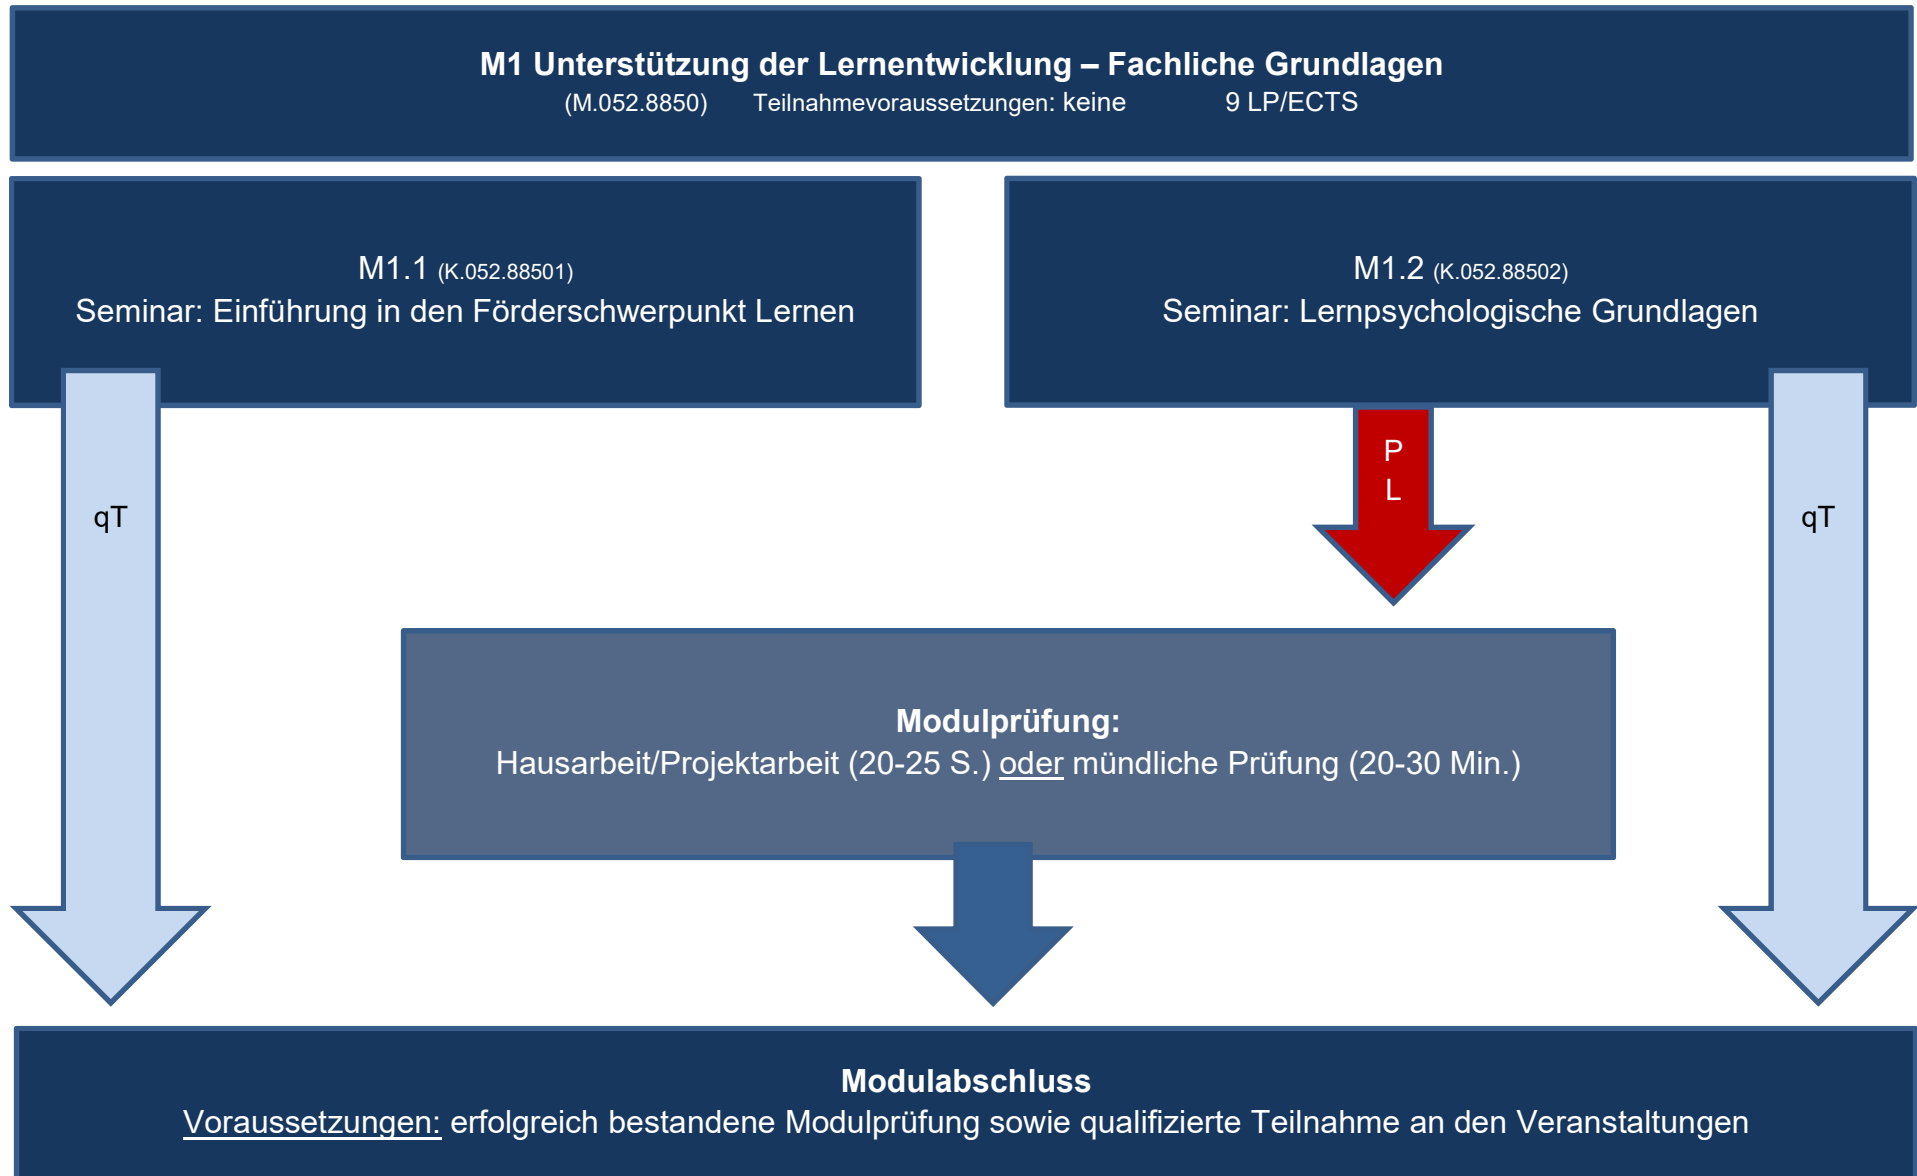 M1 Unterstützung der Lernentwicklung – Fachliche Grundlagen
(M.052.8850) Teilnahmevoraussetzungen: keine 9 LP/ECTS
M1.1 (K.052.88501)
Seminar: Einführung in den Förderschwerpunkt Lernen
M1.2 (K.052.88502)
Seminar: Lernpsychologische Grundlagen
qT
P
L
qT
Modulprüfung:
Hausarbeit/Projektarbeit (20-25 S.) oder mündliche Prüfung (20-30 Min.)
Modulabschluss
Voraussetzungen: erfolgreich bestandene Modulprüfung sowie qualifizierte Teilnahme an den Veranstaltungen